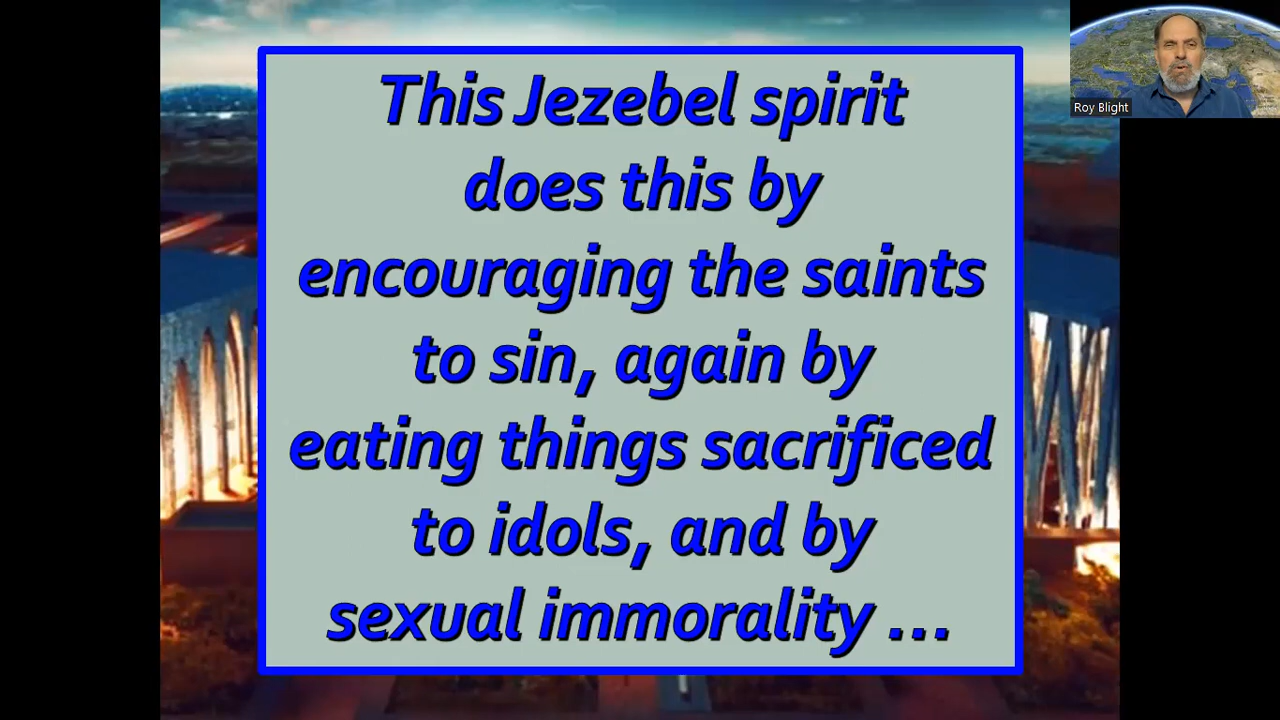 This Jezebel spirit
does this by
encouraging the saints
to sin, again by
eating things sacrificed
to idols, and by
sexual immorality ...
Roy Blight